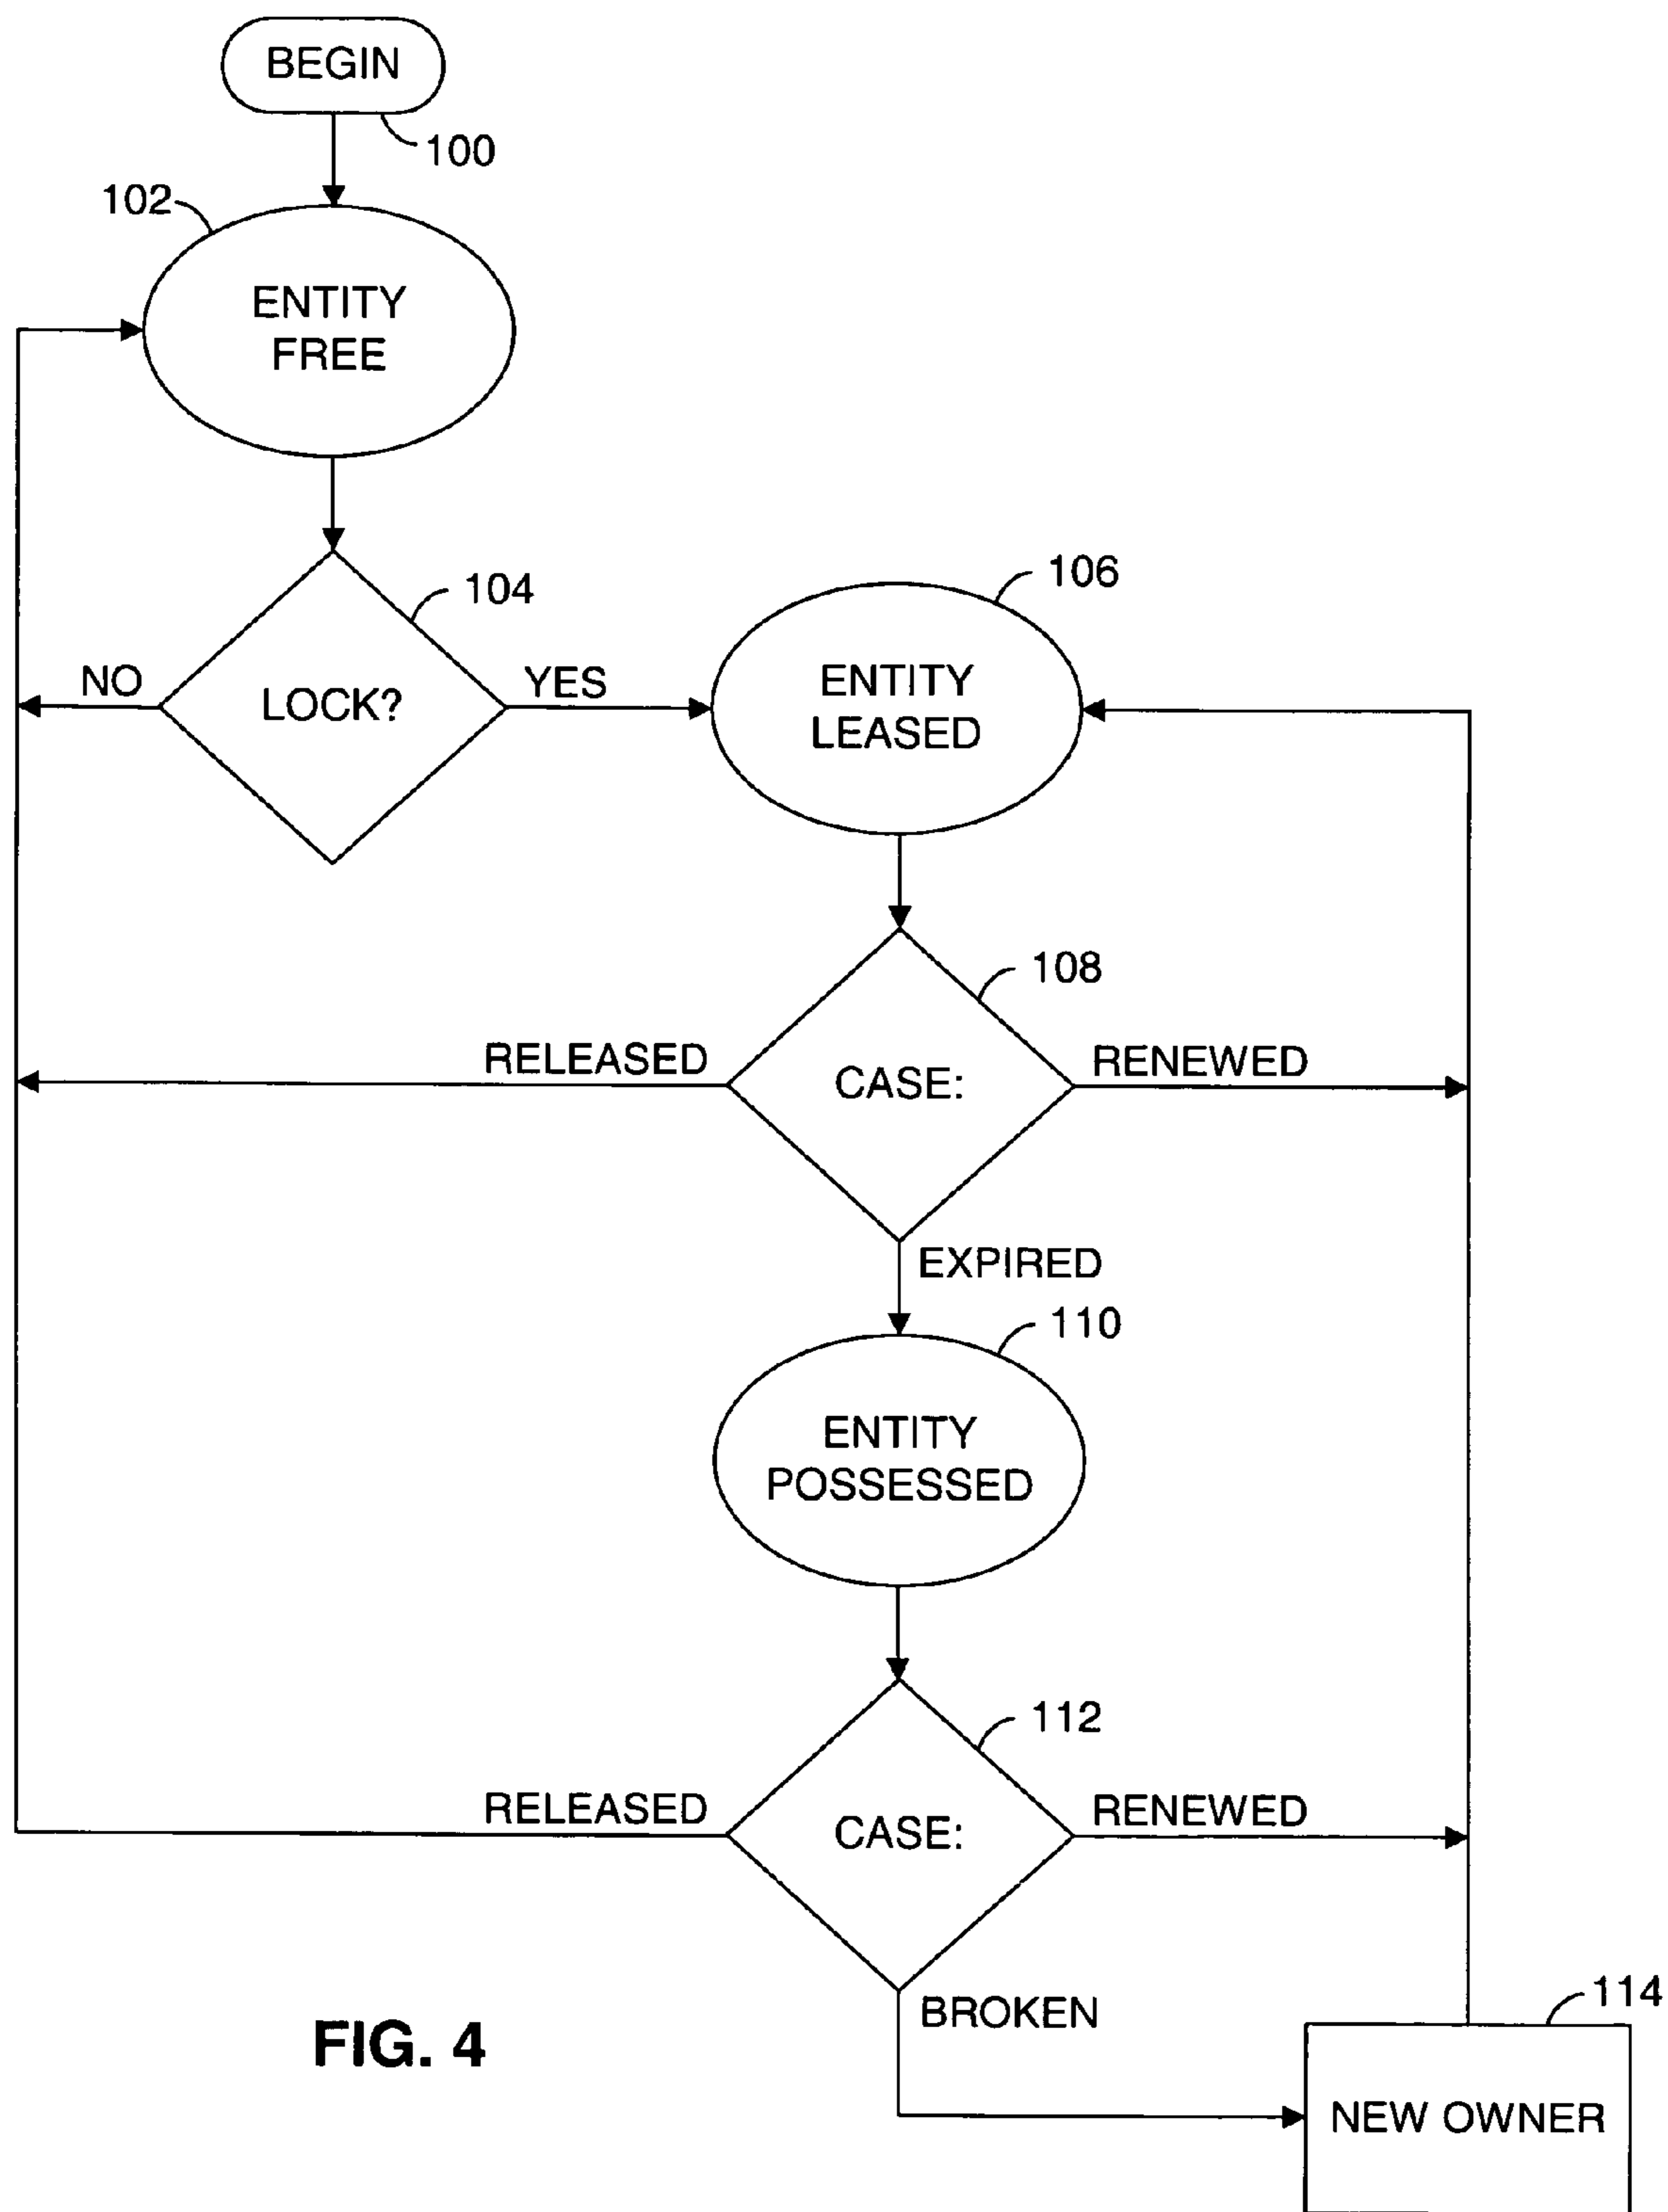 BEGIN
100
102
ENTITY
FREE
104
NO
LOCK?
YES
106
ENTITY
LEASED
108
RELEASED
CASE:
RENEWED
EXPIRED
110
ENTITY
POSSESSED
112
RELEASED
CASE:
RENEWED
BROKEN
114
NEW OWNER
FIG. 4